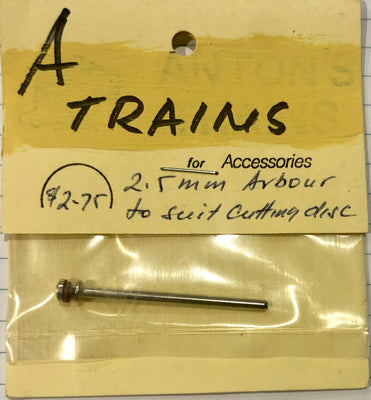 A
TRAINS
for Accessories
$2-75
2.5mm Arbour
to suit cutting disc